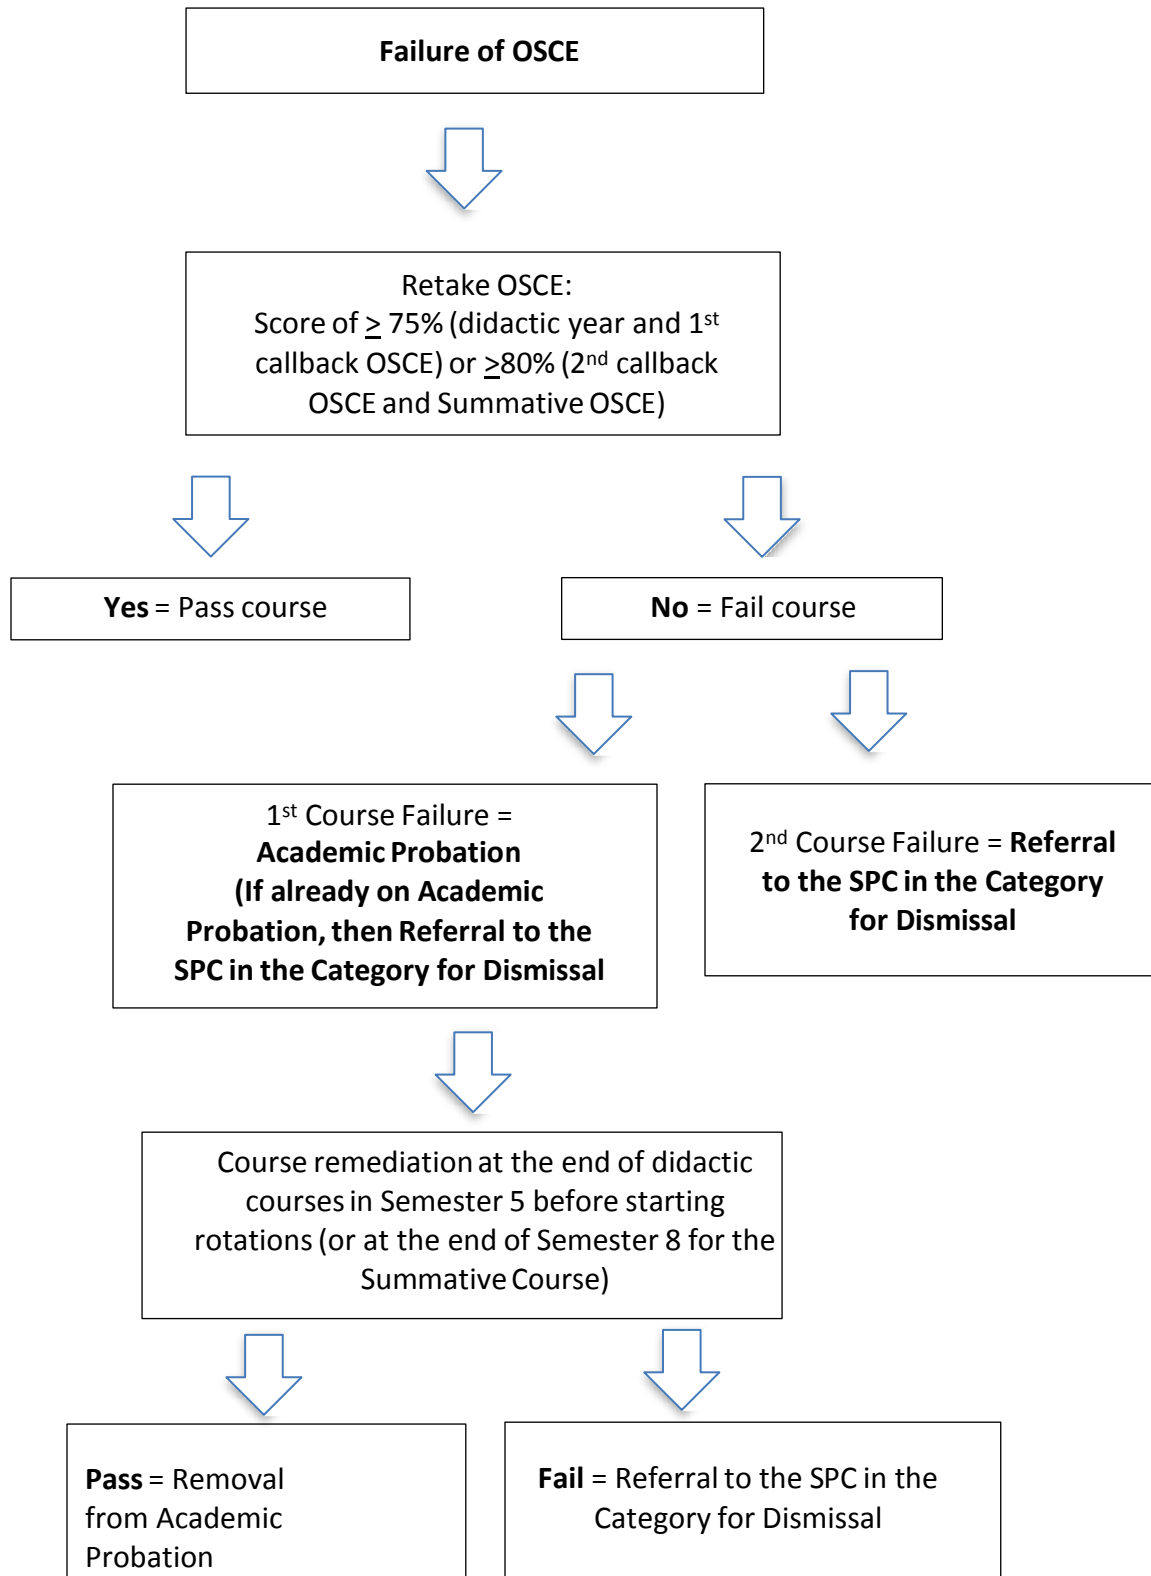 Failure of OSCE
Retake OSCE:
Score of ≥ 75% (didactic year and 1st
callback OSCE) or ≥80% (2nd callback
OSCE and Summative OSCE)
Yes = Pass course
No = Fail course
1st Course Failure =
Academic Probation
(If already on Academic
Probation, then Referral to the
SPC in the Category for Dismissal
2nd Course Failure = Referral
to the SPC in the Category
for Dismissal
Course remediation at the end of didactic
courses in Semester 5 before starting
rotations (or at the end of Semester 8 for the
Summative Course)
Pass = Removal
from Academic
Probation
Fail = Referral to the SPC in the
Category for Dismissal